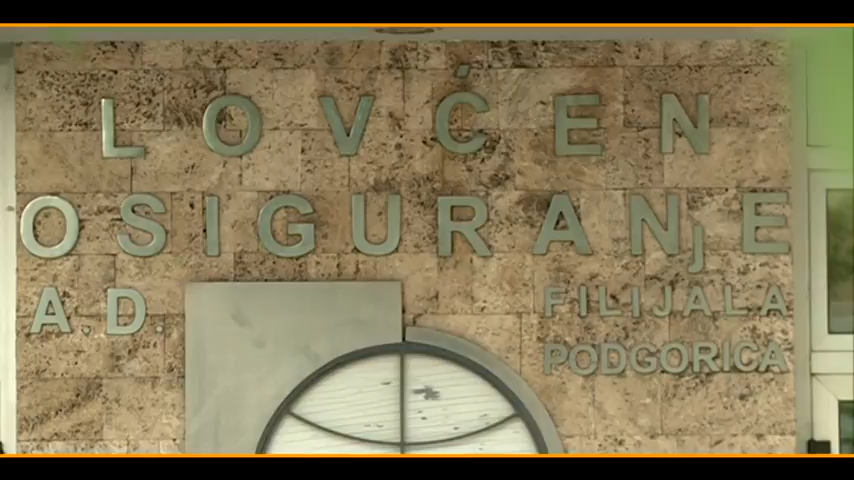 LOVĆEN
OSIGURANJE
A.D.
FILIJALA
PODGORICA